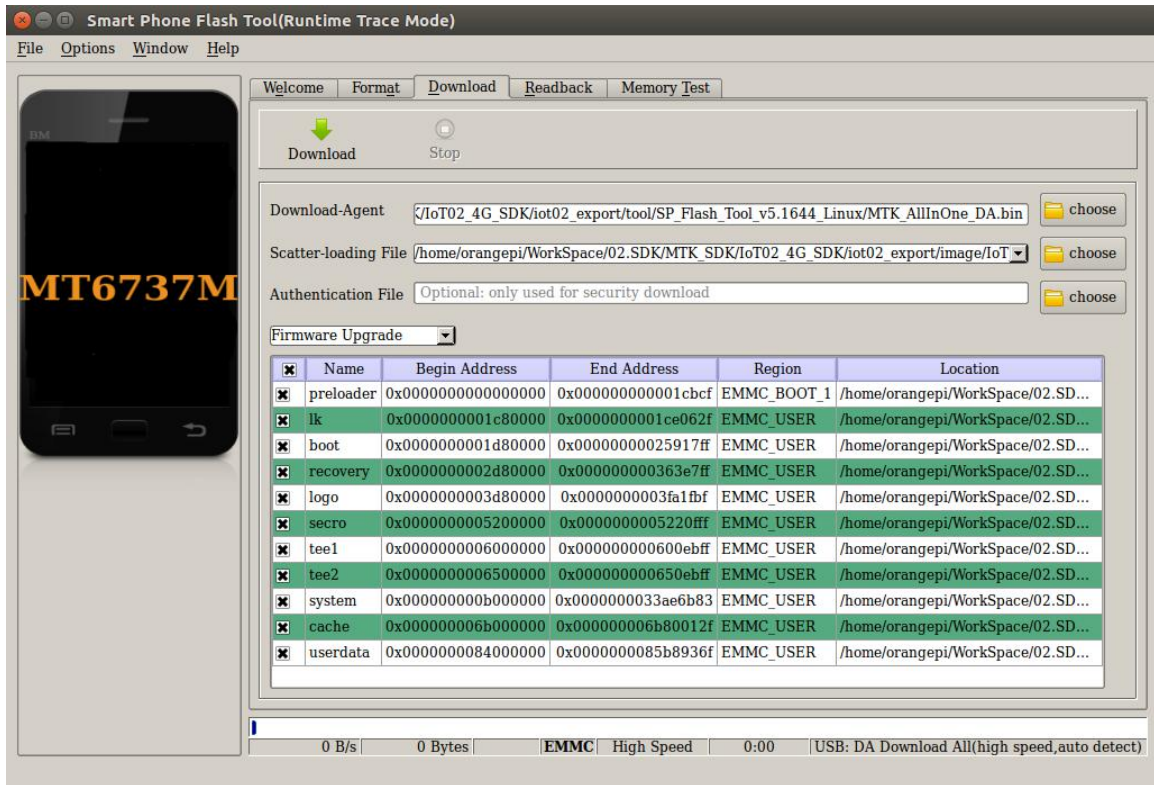 Smart Phone Flash Tool(Runtime Trace Mode)
File Options Window Help
Welcome Format Download Readback Memory Test
BM
MT6737M
Download Stop
Download-Agent K/IoT02_4G_SDK/iot02_export/tool/SP_Flash_Tool_v5.1644_Linux/MTK_AllInOne_DA.bin choose
Scatter-loading File /home/orangepi/WorkSpace/02.SDK/MTK_SDK/IoT02_4G_SDK/iot02_export/image/IoT choose
Authentication File Optional: only used for security download choose
Firmware Upgrade
Name Begin Address End Address Region Location
preloader 0x0000000000000000 0x000000000001cbcf EMMC_BOOT_1 /home/orangepi/WorkSpace/02.SD...
lk 0x0000000001c80000 0x0000000001ce062f EMMC_USER /home/orangepi/WorkSpace/02.SD...
boot 0x0000000001d80000 0x00000000025917ff EMMC_USER /home/orangepi/WorkSpace/02.SD...
recovery 0x0000000002d80000 0x000000000363e7ff EMMC_USER /home/orangepi/WorkSpace/02.SD...
logo 0x0000000003d80000 0x0000000003fa1fbf EMMC_USER /home/orangepi/WorkSpace/02.SD...
secro 0x0000000005200000 0x0000000005220fff EMMC_USER /home/orangepi/WorkSpace/02.SD...
tee1 0x0000000006000000 0x000000000600ebff EMMC_USER /home/orangepi/WorkSpace/02.SD...
tee2 0x0000000006500000 0x000000000650ebff EMMC_USER /home/orangepi/WorkSpace/02.SD...
system 0x000000000b000000 0x0000000033ae6b83 EMMC_USER /home/orangepi/WorkSpace/02.SD...
cache 0x000000006b000000 0x000000006b80012f EMMC_USER /home/orangepi/WorkSpace/02.SD...
userdata 0x0000000084000000 0x0000000085b8936f EMMC_USER /home/orangepi/WorkSpace/02.SD...
0 B/s 0 Bytes EMMC High Speed 0:00 USB: DA Download All(high speed,auto detect)